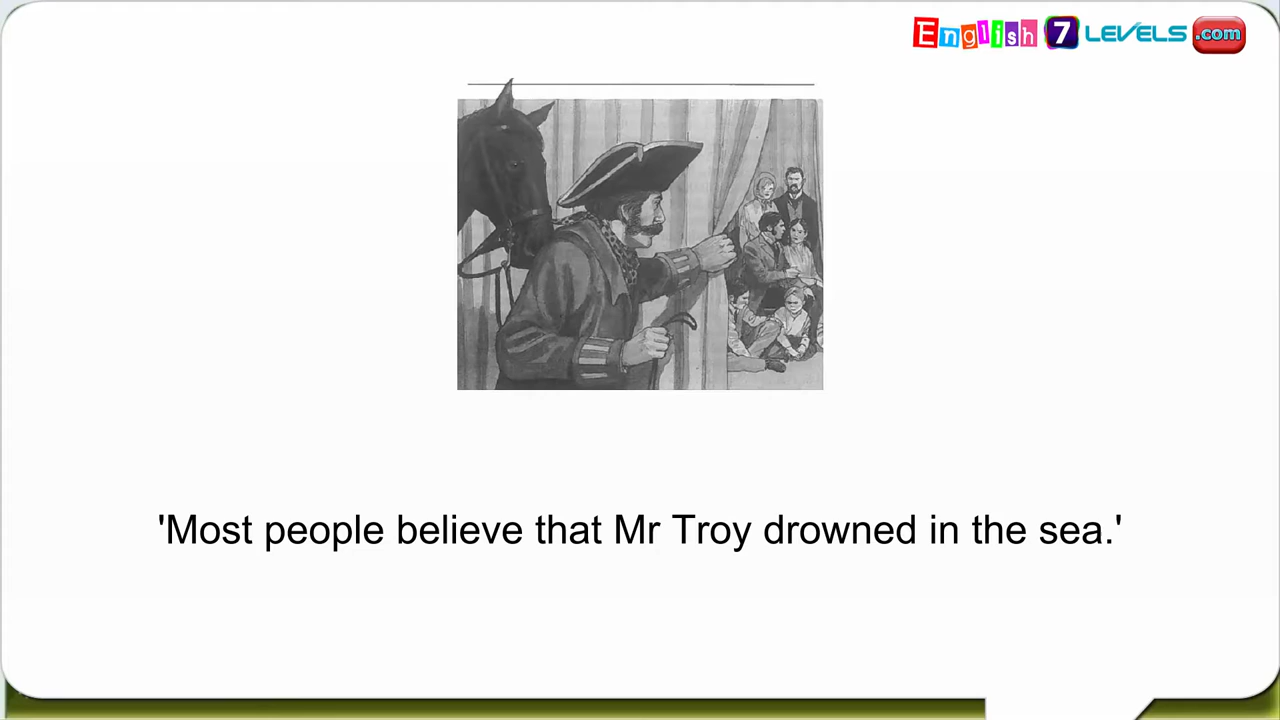 English 7 LEVELS .com
'Most people believe that Mr Troy drowned in the sea.'